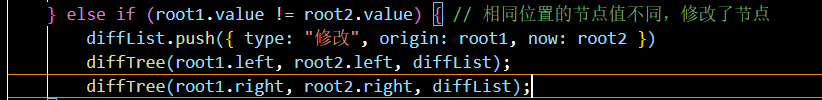 } else if (root1.value != root2.value) { // 相同位置的节点值不同，修改了节点
diffList.push({ type: "修改", origin: root1, now: root2 })
diffTree(root1.left, root2.left, diffList);
diffTree(root1.right, root2.right, diffList);